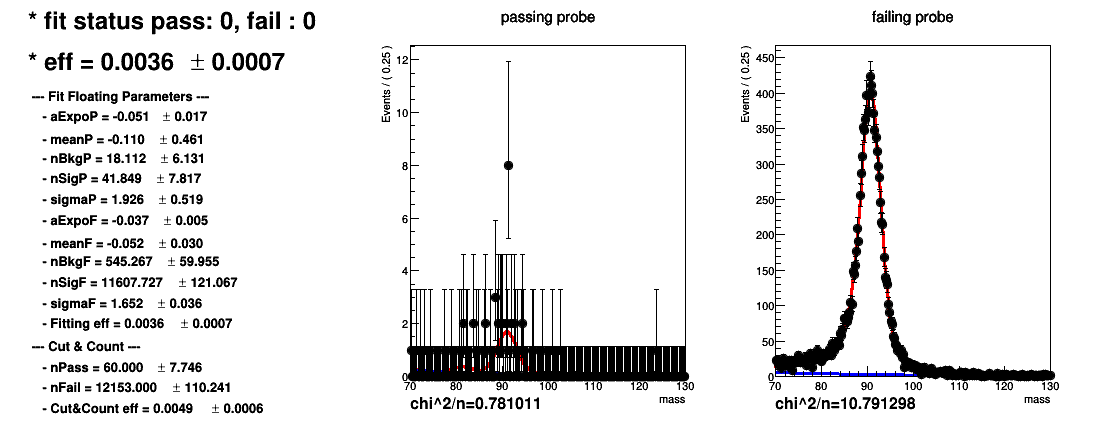 * fit status pass: 0, fail : 0
* eff = 0.0036 ± 0.0007
--- Fit Floating Parameters ---
- aExpoP = -0.051 ± 0.017
- meanP = -0.110 ± 0.461
- nBkgP = 18.112 ± 6.131
- nSigP = 41.849 ± 7.817
- sigmaP = 1.926 ± 0.519
- aExpoF = -0.037 ± 0.005
- meanF = -0.052 ± 0.030
- nBkgF = 545.267 ± 59.955
- nSigF = 11607.727 ± 121.067
- sigmaF = 1.652 ± 0.036
- Fitting eff = 0.0036 ± 0.0007
--- Cut & Count ---
- nPass = 60.000 ± 7.746
- nFail = 12153.000 ± 110.241
- Cut&Count eff = 0.0049 ± 0.0006
passing probe
Events / ( 0.25 )
12
10
8
6
4
2
0
70 80 90 100 110 120 130
mass
chi^2/n=0.781011
failing probe
Events / ( 0.25 )
450
400
350
300
250
200
150
100
50
0
70 80 90 100 110 120 130
mass
chi^2/n=10.791298